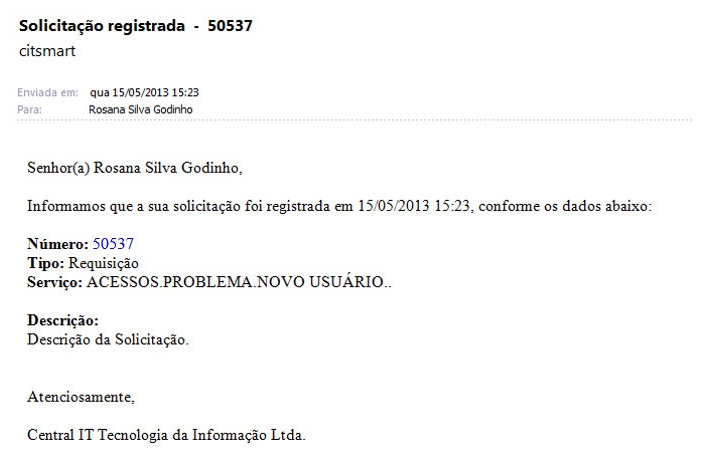 Solicitação registrada - 50537
citsmart
Enviada em: qua 15/05/2013 15:23
Para: Rosana Silva Godinho
Senhor(a) Rosana Silva Godinho,
Informamos que a sua solicitação foi registrada em 15/05/2013 15:23, conforme os dados abaixo:
Número: 50537
Tipo: Requisição
Serviço: ACESSOS.PROBLEMA.NOVO USUÁRIO..
Descrição:
Descrição da Solicitação.
Atenciosamente,
Central IT Tecnologia da Informação Ltda.